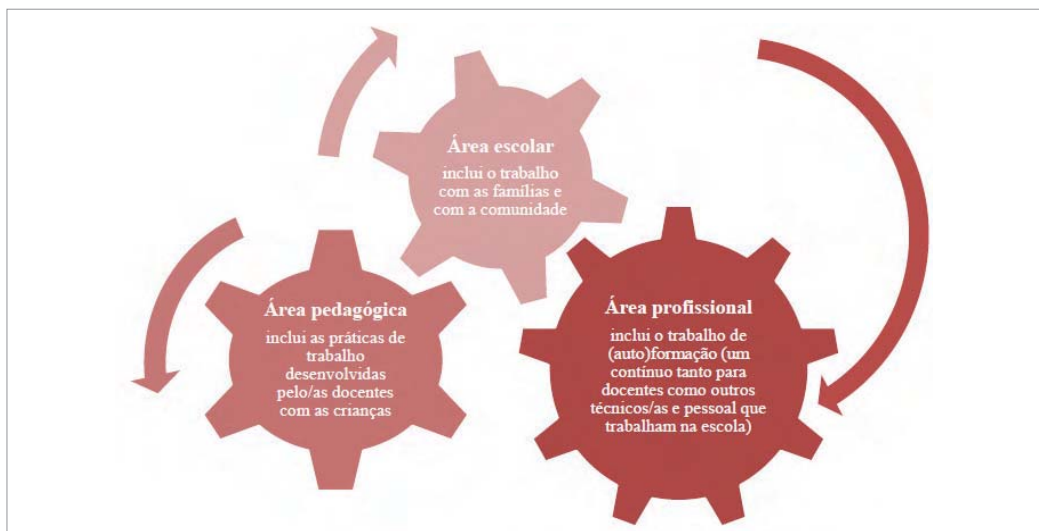 Área escolar
inclui o trabalho
com as famílias e
com a comunidade
Área pedagógica
inclui as práticas de
trabalho
desenvolvidas
pelo/as docentes
com as crianças
Área profissional
inclui o trabalho de
(auto)formação (um
contínuo tanto para
docentes como outros
técnicos/as e pessoal que
trabalham na escola)